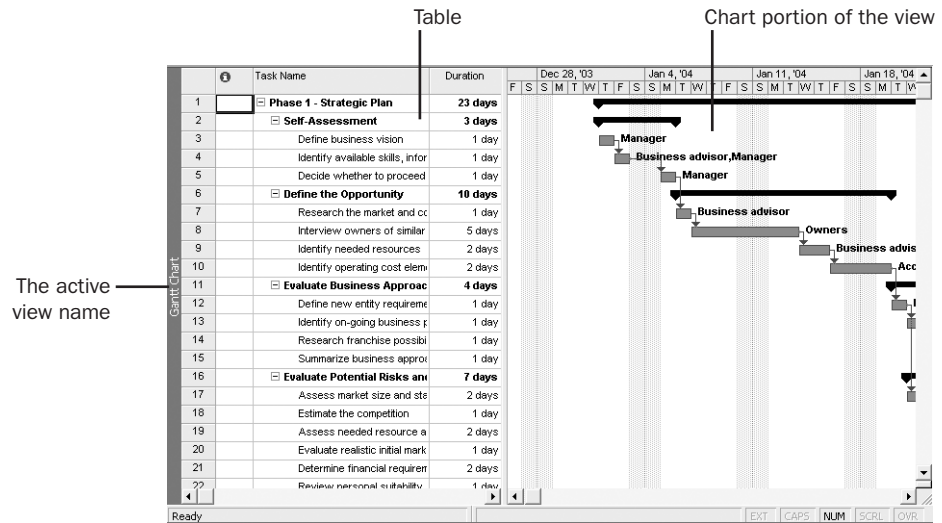 Table
Chart portion of the view
The active
view name
Gantt Chart
Task Name Duration Dec 28, '03 Jan 4, '04 Jan 11, '04 Jan 18, '04
F S S M T W T F S S M T W T F S S M T W T F S S M T W
1 Phase 1 - Strategic Plan 23 days
2 Self-Assessment 3 days
3 Define business vision 1 day Manager
4 Identify available skills, infor 1 day Business advisor,Manager
5 Decide whether to proceed 1 day Manager
6 Define the Opportunity 10 days
7 Research the market and co 1 day Business advisor
8 Interview owners of similar 5 days Owners
9 Identify needed resources 2 days Business advis
10 Identify operating cost elem 2 days Acc
11 Evaluate Business Approac 4 days
12 Define new entity requireme 1 day
13 Identify on-going business p 1 day
14 Research franchise possibi 1 day
15 Summarize business approa 1 day
16 Evaluate Potential Risks and 7 days
17 Assess market size and sta 2 days
18 Estimate the competition 1 day
19 Assess needed resource a 2 days
20 Evaluate realistic initial mark 1 day
21 Determine financial requirem 2 days
22 Review personal suitability 1 day
Ready EXT CAPS NUM SCRL OVR